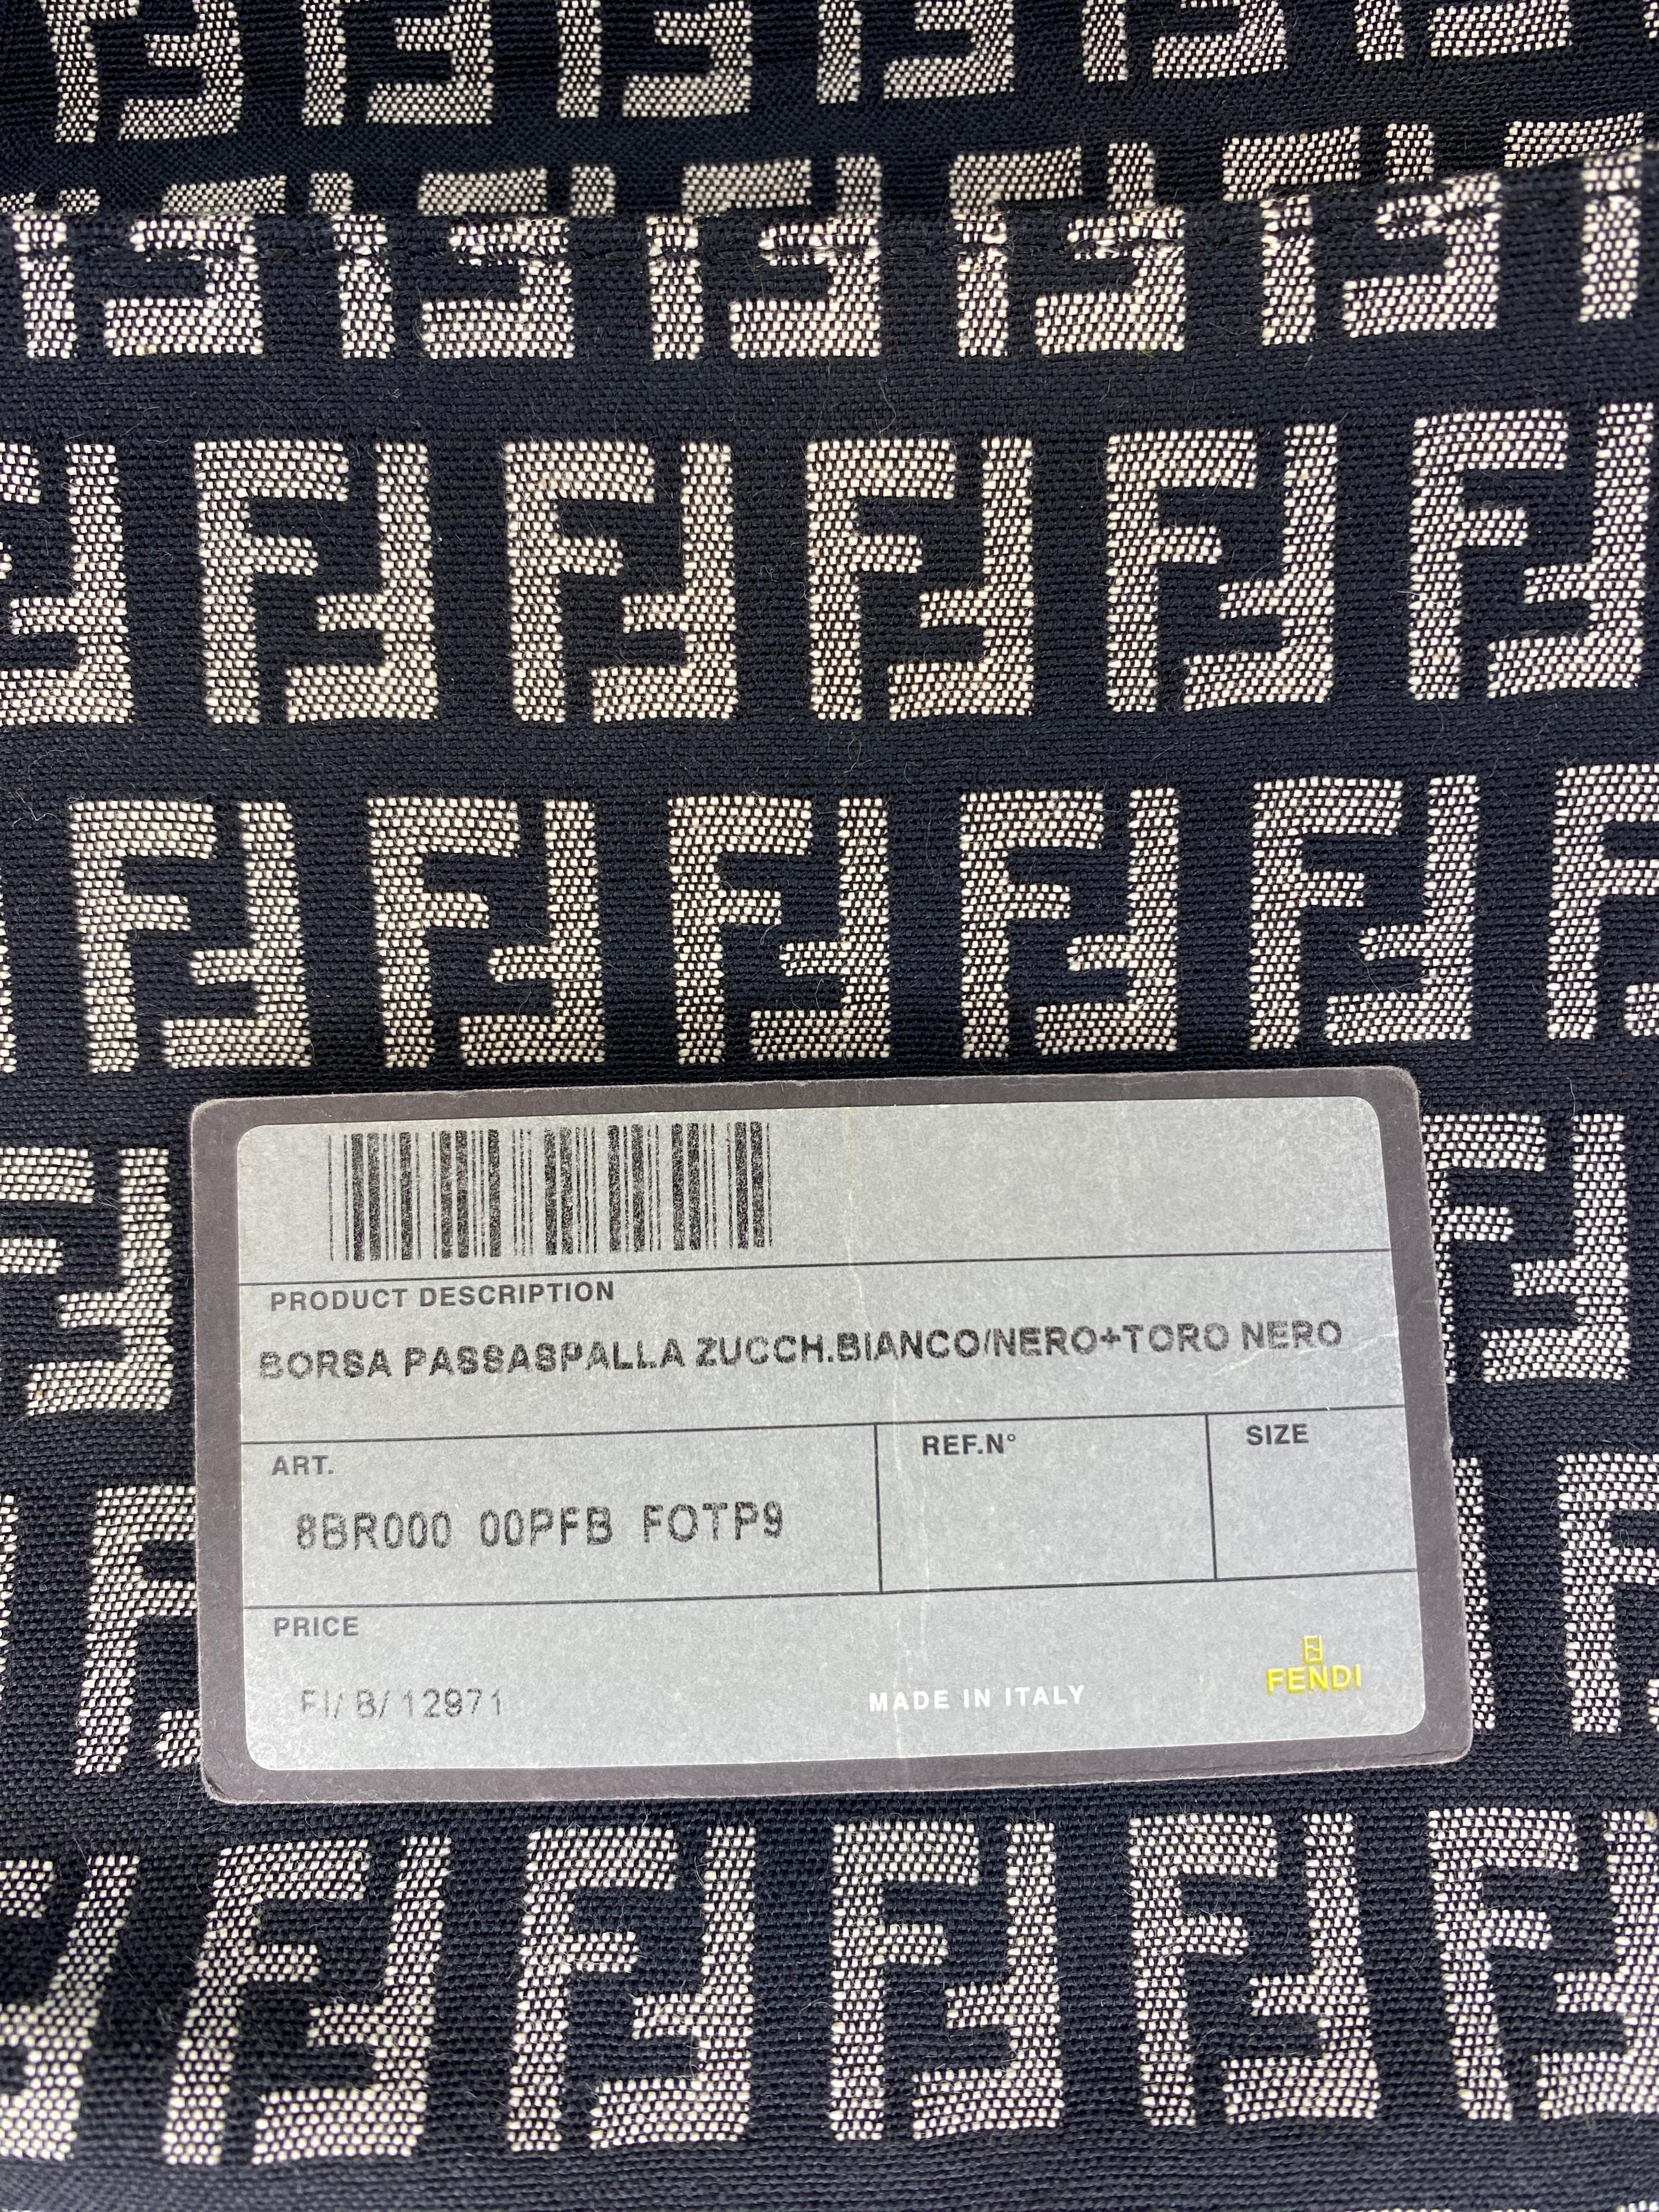 PRODUCT DESCRIPTION
BORSA PASSASPALLA ZUCCH.BIANCO/NERO+TORO NERO
ART.
8BR000 00PFB FOTP9
REF.N°
SIZE
PRICE
FI/ B/ 12971
MADE IN ITALY
FENDI